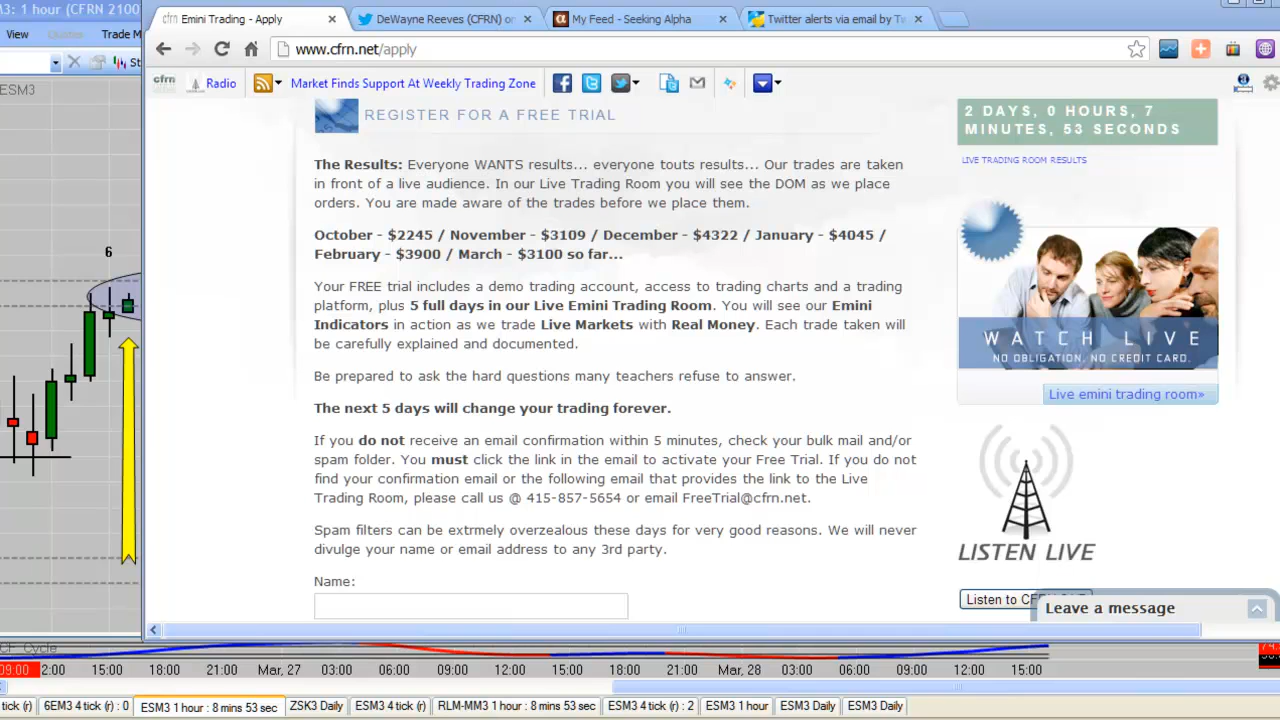 M3: 1 hour (CFRN 2100
Emini Trading - Apply
DeWayne Reeves (CFRN) on
My Feed - Seeking Alpha
Twitter alerts via email by Tw
View Quotes Trade M
www.cfrn.net/apply
ESM3
cfrn Radio Market Finds Support At Weekly Trading Zone
REGISTER FOR A FREE TRIAL
2 DAYS, 0 HOURS, 7
MINUTES, 53 SECONDS
LIVE TRADING ROOM RESULTS
The Results: Everyone WANTS results... everyone touts results... Our trades are taken
in front of a live audience. In our Live Trading Room you will see the DOM as we place
orders. You are made aware of the trades before we place them.
October - $2245 / November - $3109 / December - $4322 / January - $4045 /
February - $3900 / March - $3100 so far...
6
Your FREE trial includes a demo trading account, access to trading charts and a trading
platform, plus 5 full days in our Live Emini Trading Room. You will see our Emini
Indicators in action as we trade Live Markets with Real Money. Each trade taken will
be carefully explained and documented.
WATCH LIVE
NO OBLIGATION. NO CREDIT CARD.
Live emini trading room»
Be prepared to ask the hard questions many teachers refuse to answer.
The next 5 days will change your trading forever.
If you do not receive an email confirmation within 5 minutes, check your bulk mail and/or
spam folder. You must click the link in the email to activate your Free Trial. If you do not
find your confirmation email or the following email that provides the link to the Live
Trading Room, please call us @ 415-857-5654 or email FreeTrial@cfrn.net.
Spam filters can be extrmely overzealous these days for very good reasons. We will never
divulge your name or email address to any 3rd party.
LISTEN LIVE
Name:
Listen to
Leave a message
CF Cycle
09:00 2:00 15:00 18:00 21:00 Mar, 27 03:00 06:00 09:00 12:00 15:00 18:00 21:00 Mar, 28 03:00 06:00 09:00 12:00 15:00
tick (r) 6EM3 4 tick (r) : 0 ESM3 1 hour : 8 mins 53 sec ZSK3 Daily ESM3 4 tick (r) RLM-MM3 1 hour : 8 mins 53 sec ESM3 4 tick (r) : 2 ESM3 1 hour ESM3 Daily ESM3 Daily